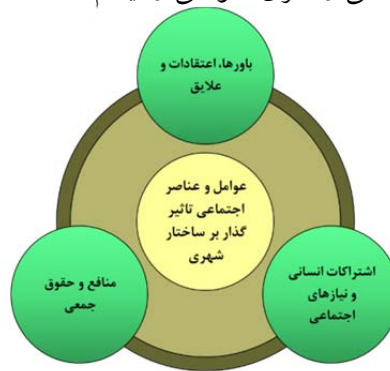 باورها، اعتقادات و
علایق
عوامل و عناصر
اجتماعی تاثیر
گذار بر ساختار
شهری
اشتراکات انسانی
و نیازهای
اجتماعی
منافع و حقوق
جمعی